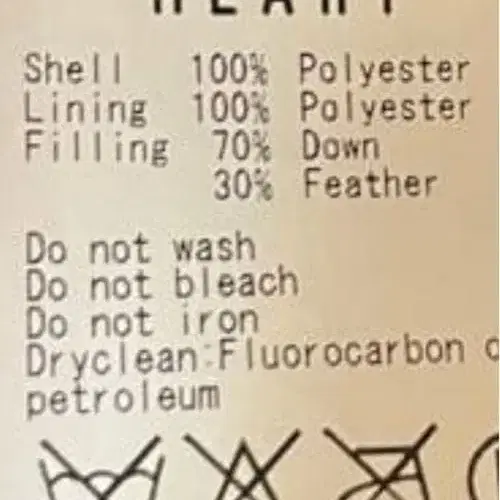 Shell 100% Polyester
Lining 100% Polyester
Filling 70% Down
30% Feather
Do not wash
Do not bleach
Do not iron
Dryclean:Fluorocarbon
petroleum